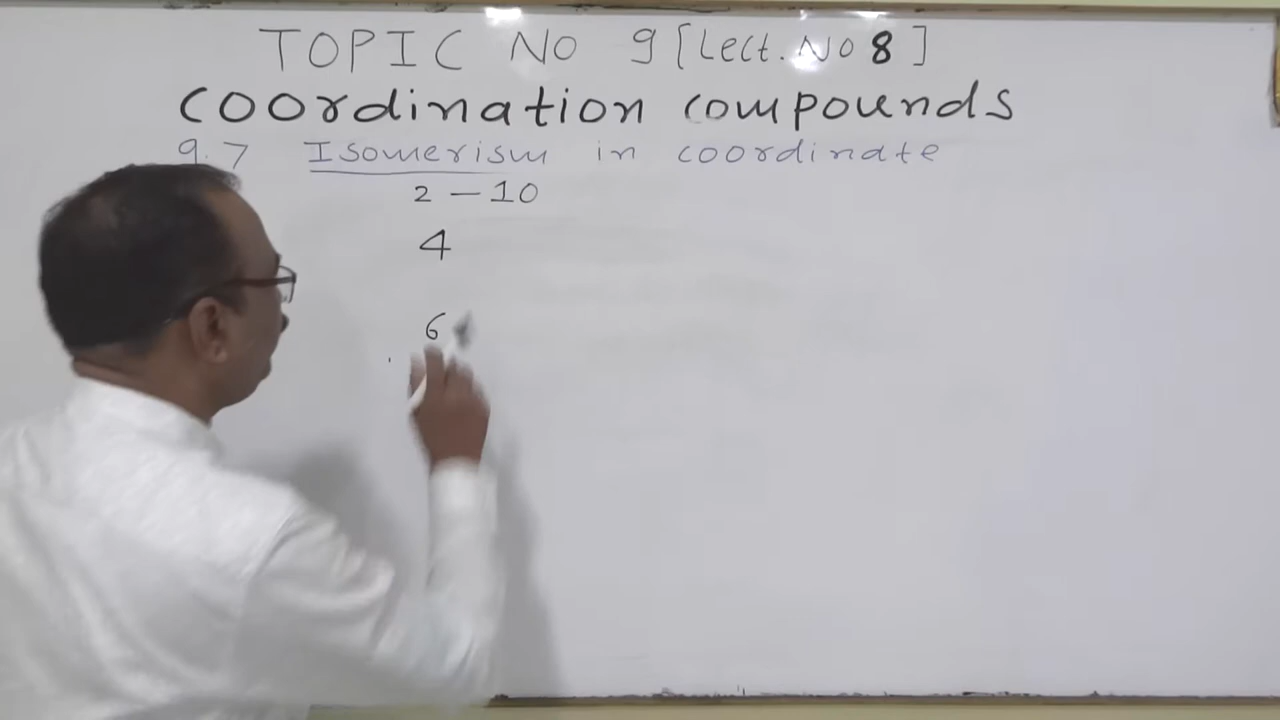 TOPIC NO 9 [Lect. No 8]
coordination compounds
9.7 Isomerism in coordinate
2 — 10
4
6